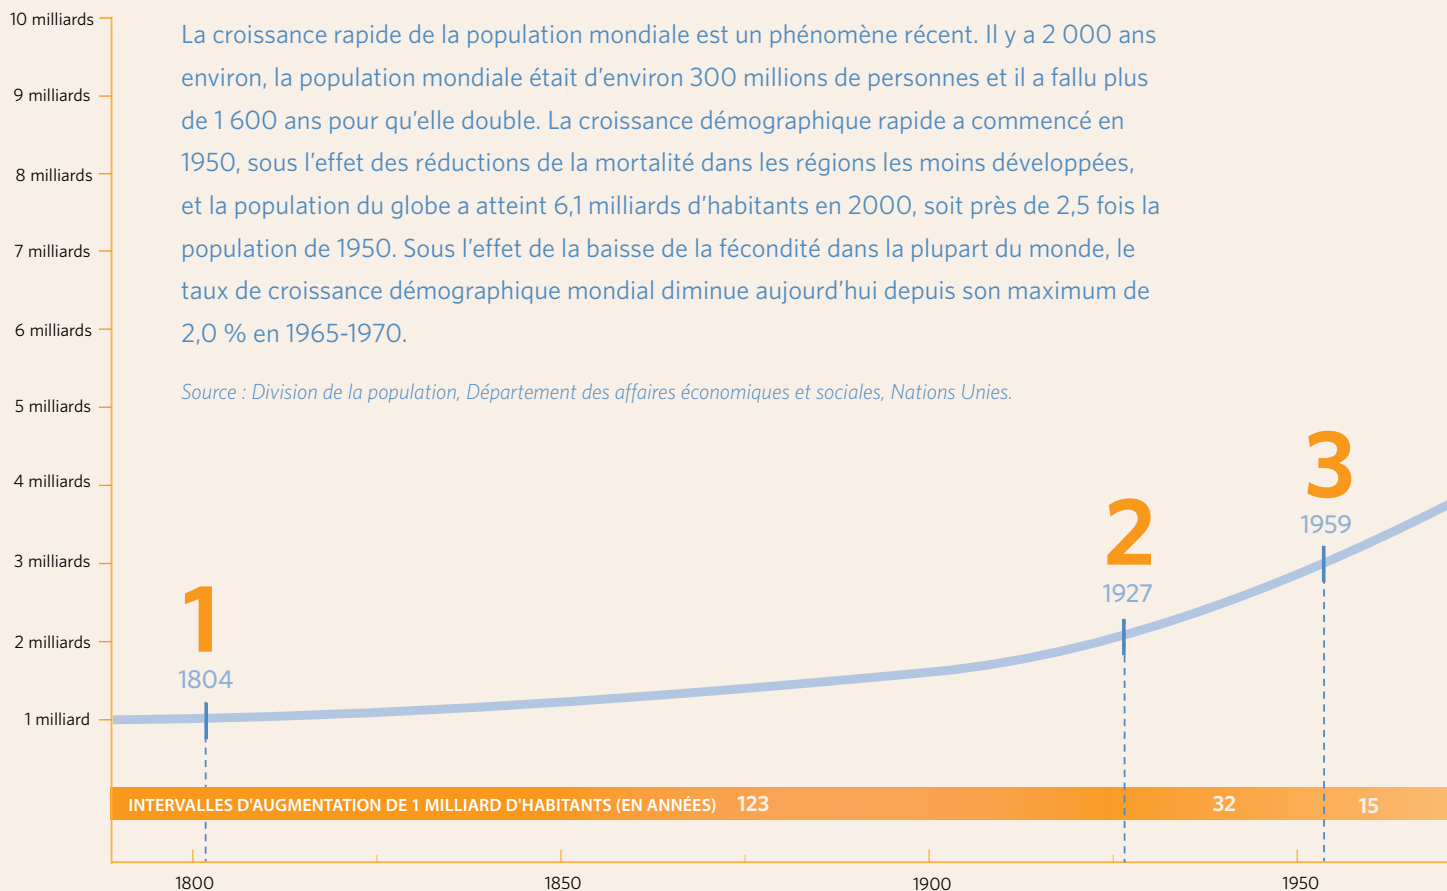 10 milliards
9 milliards
8 milliards
7 milliards
6 milliards
5 milliards
4 milliards
3 milliards
2 milliards
1 milliard
La croissance rapide de la population mondiale est un phénomène récent. Il y a 2 000 ans
environ, la population mondiale était d’environ 300 millions de personnes et il a fallu plus
de 1 600 ans pour qu’elle double. La croissance démographique rapide a commencé en
1950, sous l’effet des réductions de la mortalité dans les régions les moins développées,
et la population du globe a atteint 6,1 milliards d’habitants en 2000, soit près de 2,5 fois la
population de 1950. Sous l’effet de la baisse de la fécondité dans la plupart du monde, le
taux de croissance démographique mondial diminue aujourd’hui depuis son maximum de
2,0 % en 1965-1970.
Source : Division de la population, Département des affaires économiques et sociales, Nations Unies.
1
1804
2
1927
3
1959
INTERVALLES D'AUGMENTATION DE 1 MILLIARD D'HABITANTS (EN ANNÉES) 123 32 15
1800 1850 1900 1950